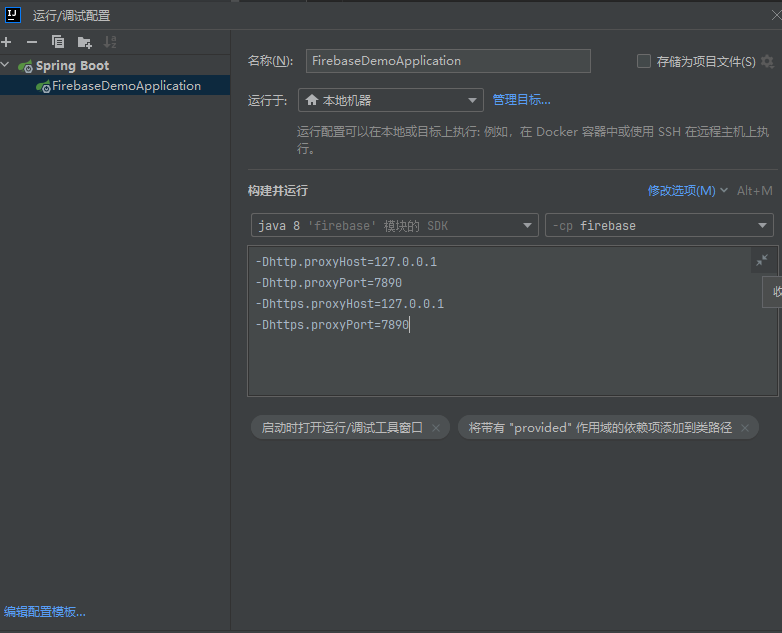 运行/调试配置
Spring Boot
FirebaseDemoApplication
名称(N):
FirebaseDemoApplication
存储为项目文件(S)
运行于:
本地机器
管理目标...
运行配置可以在本地或目标上执行: 例如，在 Docker 容器中或使用 SSH 在远程主机上执
行。
构建并运行
修改选项(M)
Alt+M
java 8 'firebase' 模块的 SDK
-cp firebase
-Dhttp.proxyHost=127.0.0.1
-Dhttp.proxyPort=7890
-Dhttps.proxyHost=127.0.0.1
-Dhttps.proxyPort=7890
收
启动时打开运行/调试工具窗口
将带有 "provided" 作用域的依赖项添加到类路径
编辑配置模板...